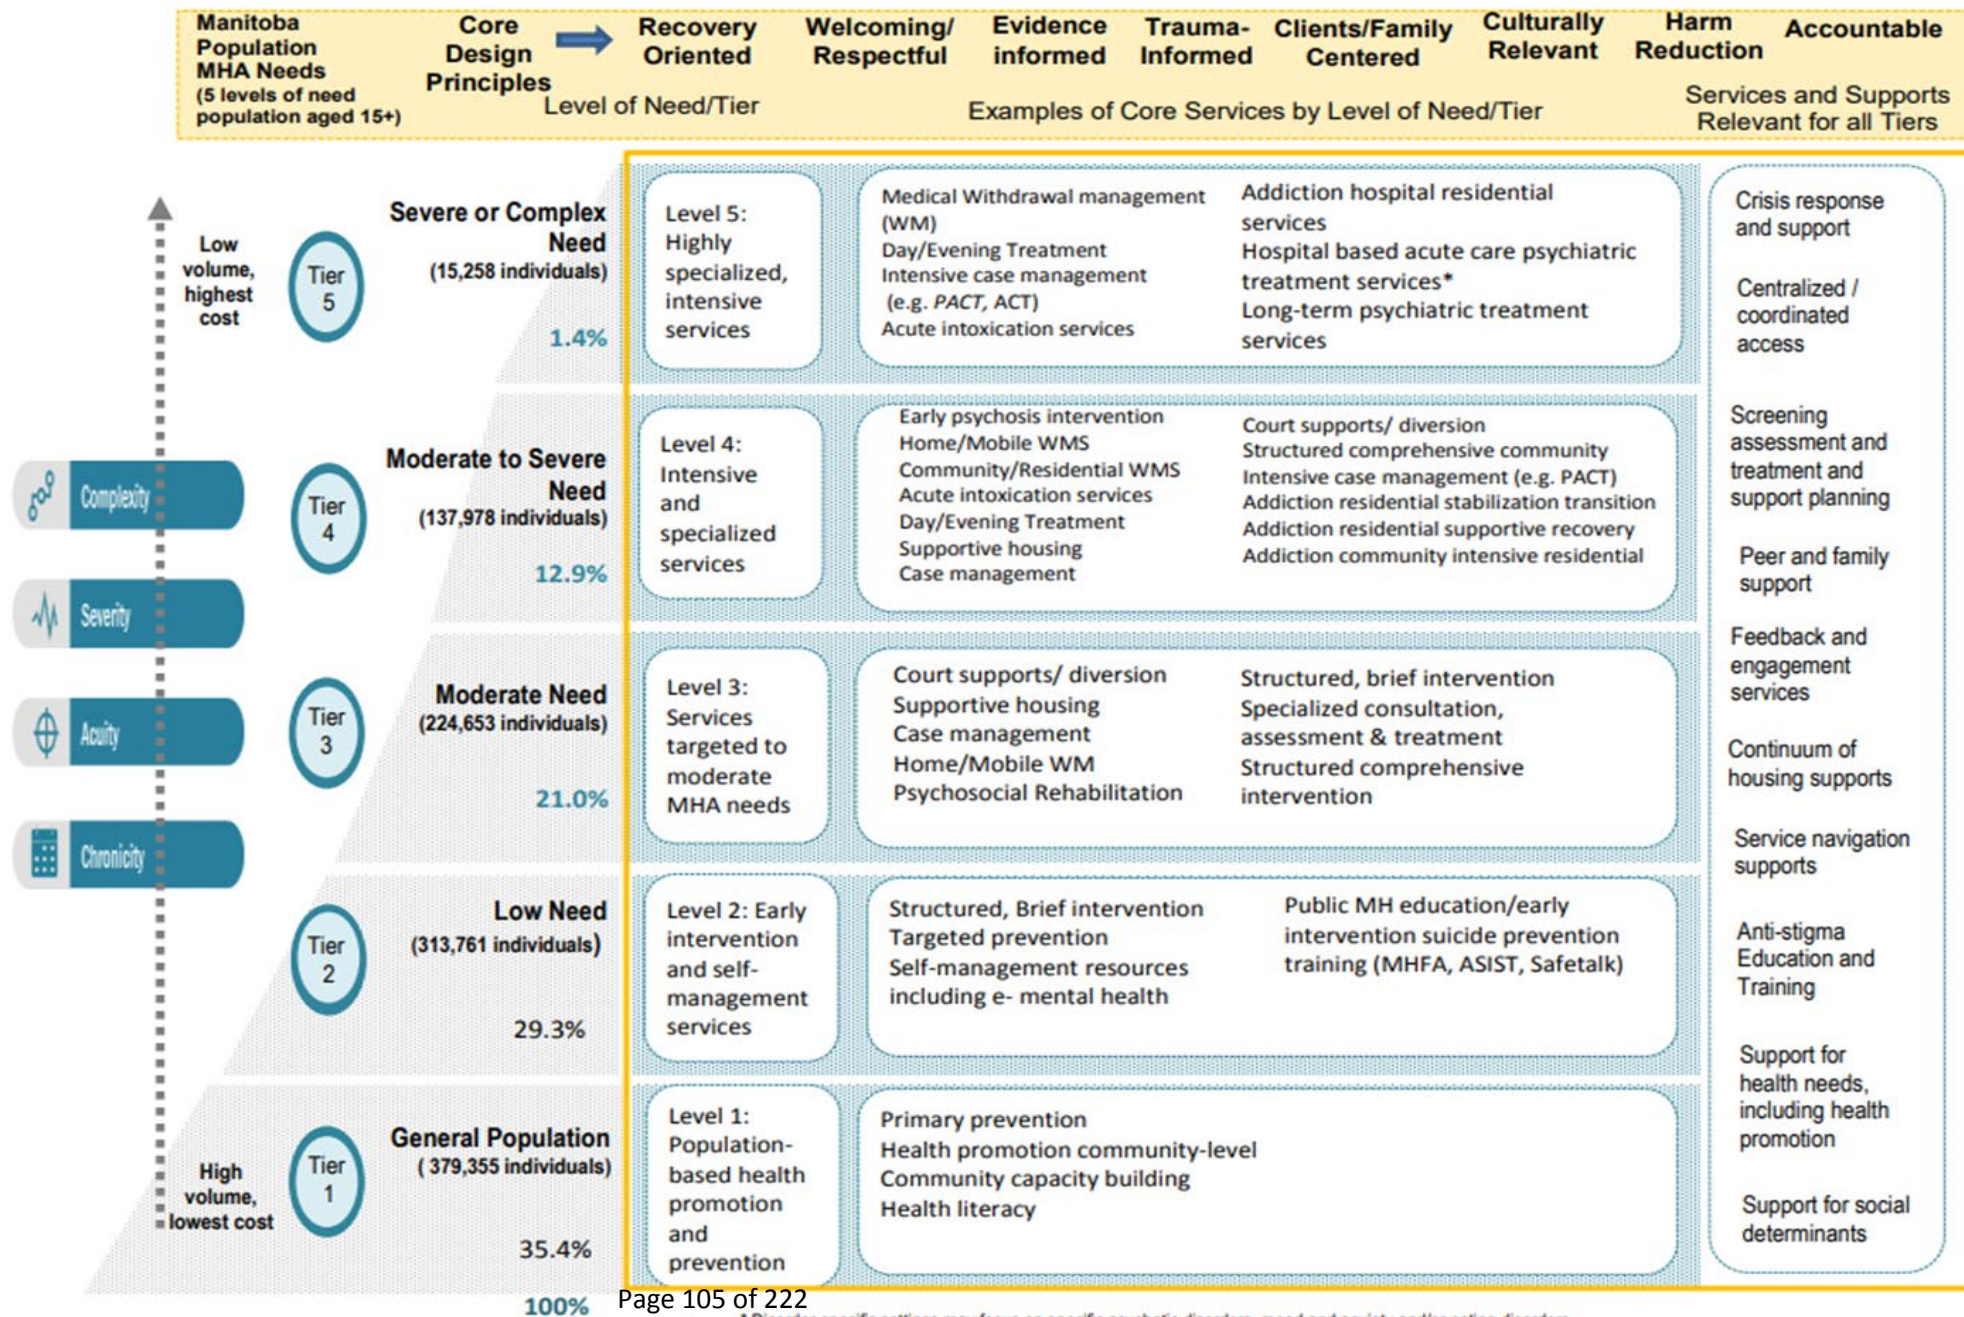 Manitoba
Population
MHA Needs
(5 levels of need
population aged 15+)
Core
Design
Principles
Recovery
Oriented
Welcoming/
Respectful
Evidence
informed
Trauma-
Informed
Clients/Family
Centered
Culturally
Relevant
Harm
Reduction
Accountable
Level of Need/Tier
Examples of Core Services by Level of Need/Tier
Services and Supports
Relevant for all Tiers
Low
volume,
highest
cost
Tier
5
Severe or Complex
Need
(15,258 individuals)
1.4%
Level 5:
Highly
specialized,
intensive
services
Medical Withdrawal management
(WM)
Day/Evening Treatment
Intensive case management
(e.g. PACT, ACT)
Acute intoxication services
Addiction hospital residential
services
Hospital based acute care psychiatric
treatment services*
Long-term psychiatric treatment
services
Complexity
Severity
Acuity
Chronicity
Tier
4
Moderate to Severe
Need
(137,978 individuals)
12.9%
Level 4:
Intensive
and
specialized
services
Early psychosis intervention
Home/Mobile WMS
Community/Residential WMS
Acute intoxication services
Day/Evening Treatment
Supportive housing
Case management
Court supports/ diversion
Structured comprehensive community
Intensive case management (e.g. PACT)
Addiction residential stabilization transition
Addiction residential supportive recovery
Addiction community intensive residential
Tier
3
Moderate Need
(224,653 individuals)
21.0%
Level 3:
Services
targeted to
moderate
MHA needs
Court supports/ diversion
Supportive housing
Case management
Home/Mobile WM
Psychosocial Rehabilitation
Structured, brief intervention
Specialized consultation,
assessment & treatment
Structured comprehensive
intervention
Tier
2
Low Need
(313,761 individuals)
29.3%
Level 2: Early
intervention
and self-
management
services
Structured, Brief intervention
Targeted prevention
Self-management resources
including e- mental health
Public MH education/early
intervention suicide prevention
training (MHFA, ASIST, Safetalk)
High
volume,
lowest cost
Tier
1
General Population
( 379,355 individuals)
35.4%
Level 1:
Population-
based health
promotion
and
prevention
Primary prevention
Health promotion community-level
Community capacity building
Health literacy
Crisis response
and support
Centralized /
coordinated
access
Screening
assessment and
treatment and
support planning
Peer and family
support
Feedback and
engagement
services
Continuum of
housing supports
Service navigation
supports
Anti-stigma
Education and
Training
Support for
health needs,
including health
promotion
Support for social
determinants
100%
Page 105 of 222